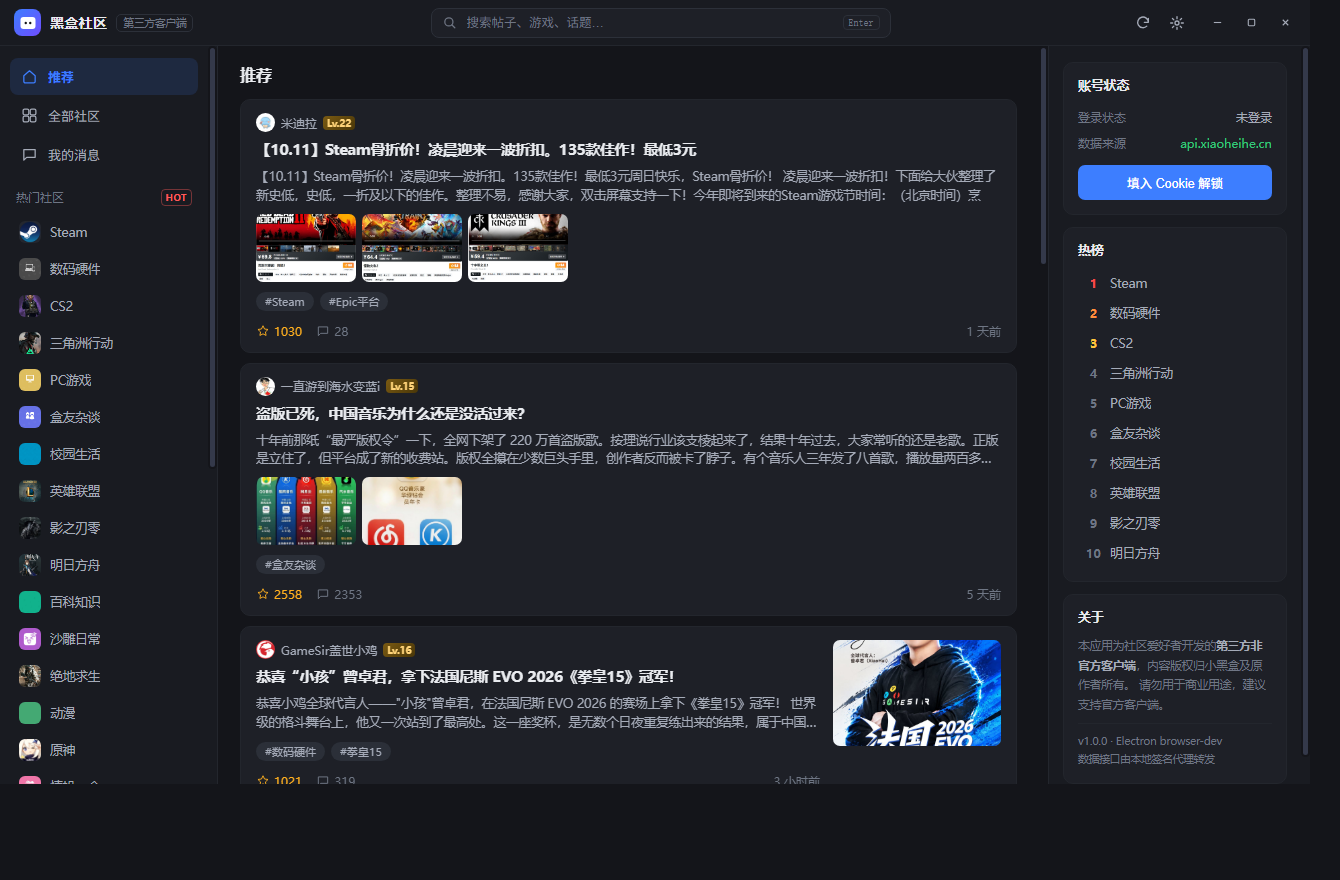 黑盒社区
第三方客户端
搜索帖子、游戏、话题…
Enter
推荐
全部社区
我的消息
热门社区
HOT
Steam
数码硬件
CS2
三角洲行动
PC游戏
盒友杂谈
校园生活
英雄联盟
影之刃零
明日方舟
百科知识
沙雕日常
绝地求生
动漫
原神
推荐
米迪拉 Lv.22
【10.11】Steam骨折价！凌晨迎来一波折扣。135款佳作！最低3元
【10.11】Steam骨折价！凌晨迎来一波折扣。135款佳作！最低3元周日快乐，Steam骨折价！ 凌晨迎来一波折扣！下面给大伙整理了
新史低，史低，一折及以下的佳作。整理不易，感谢大家，双击屏幕支持一下！今年即将到来的Steam游戏节时间：（北京时间）烹
CRUSADER
KINGS III
#Steam
#Epic平台
1030
28
1 天前
一直游到海水变蓝i Lv.15
盗版已死，中国音乐为什么还是没活过来？
十年前那纸“最严版权令”一下，全网下架了 220 万首盗版歌。按理说行业该支棱起来了，结果十年过去，大家常听的还是老歌。正版
是立住了，但平台成了新的收费站。版权全攥在少数巨头手里，创作者反而被卡了脖子。有个音乐人三年发了八首歌，播放量两百多…
#盒友杂谈
2558
2353
5 天前
GameSir盖世小鸡 Lv.16
恭喜“小孩”曾卓君，拿下法国尼斯 EVO 2026《拳皇15》冠军！
恭喜小鸡全球代言人——"小孩"曾卓君，在法国尼斯 EVO 2026 的赛场上拿下《拳皇15》冠军！ 世界
级的格斗舞台上，他又一次站到了最高处。这一座奖杯，是无数个日夜重复练出来的结果，属于中国…
全球代言人：
GAMESIR
法国 2026
EVO
#数码硬件
#拳皇15
1021
319
3 小时前
账号状态
登录状态
未登录
数据来源
api.xiaoheihe.cn
填入 Cookie 解锁
热榜
1 Steam
2 数码硬件
3 CS2
4 三角洲行动
5 PC游戏
6 盒友杂谈
7 校园生活
8 英雄联盟
9 影之刃零
10 明日方舟
关于
本应用为社区爱好者开发的第三方非
官方客户端，内容版权归小黑盒及原
作者所有。 请勿用于商业用途，建议
支持官方客户端。
v1.0.0 · Electron browser-dev
数据接口由本地签名代理转发